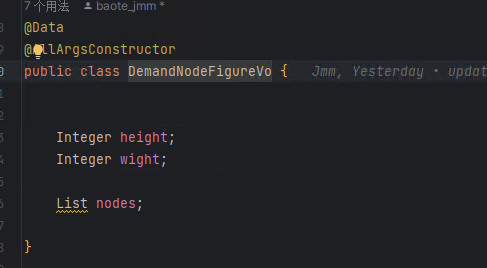 7 个用法 baote_jmm *
@Data
@AllArgsConstructor
public class DemandNodeFigureVo { Jmm, Yesterday • updat
Integer height;
Integer wight;
List nodes;
}